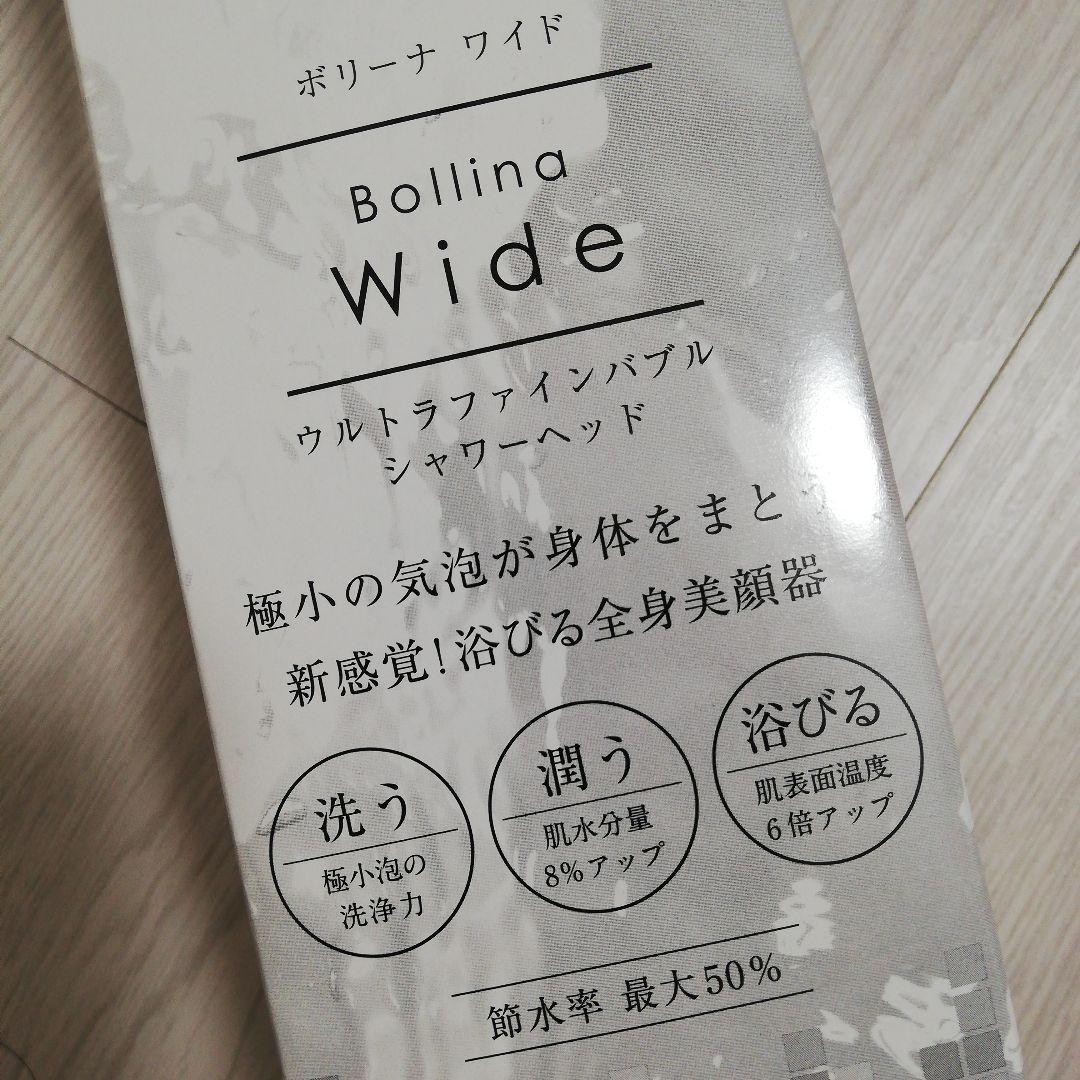 ボリーナ ワイド
Bollina
Wide
ウルトラファインバブル
シャワーヘッド
極小の気泡が身体をまと
新感覚!浴びる全身美顔器
洗う
極小泡の
洗浄力
潤う
肌水分量
8%アップ
浴びる
肌表面温度
6倍アップ
節水率 最大50%